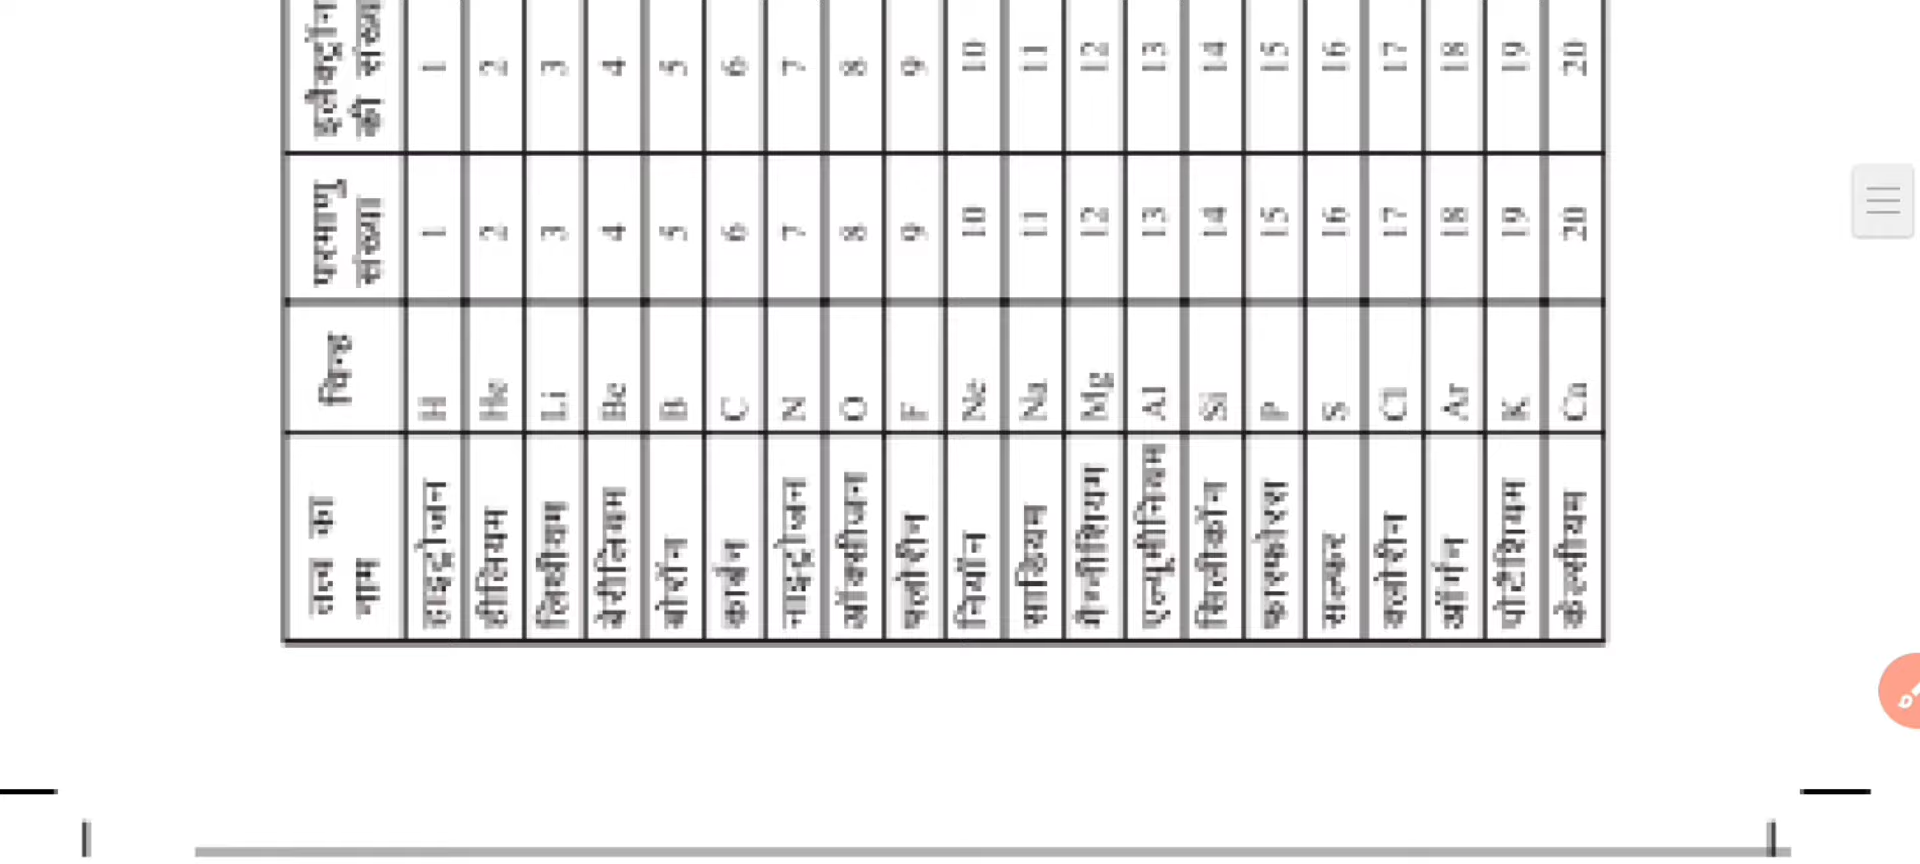 तत्व का नाम चिन्ह परमाणु संख्या इलैक्ट्रॉन की संख्य
हाइड्रोजन H 1 1
हीलियम He 2 2
लिथीयम Li 3 3
बेरीलियम Be 4 4
बोरॉन B 5 5
कार्बन C 6 6
नाइट्रोजन N 7 7
ऑक्सीजन O 8 8
फ्लोरीन F 9 9
नियॉन Ne 10 10
सोडियम Na 11 11
मैग्नीशियम Mg 12 12
एल्यूमीनियम Al 13 13
सिलीकॉन Si 14 14
फास्फोरस P 15 15
सल्फर S 16 16
क्लोरीन Cl 17 17
ऑर्गन Ar 18 18
पोटैशियम K 19 19
केल्सीयम Ca 20 20